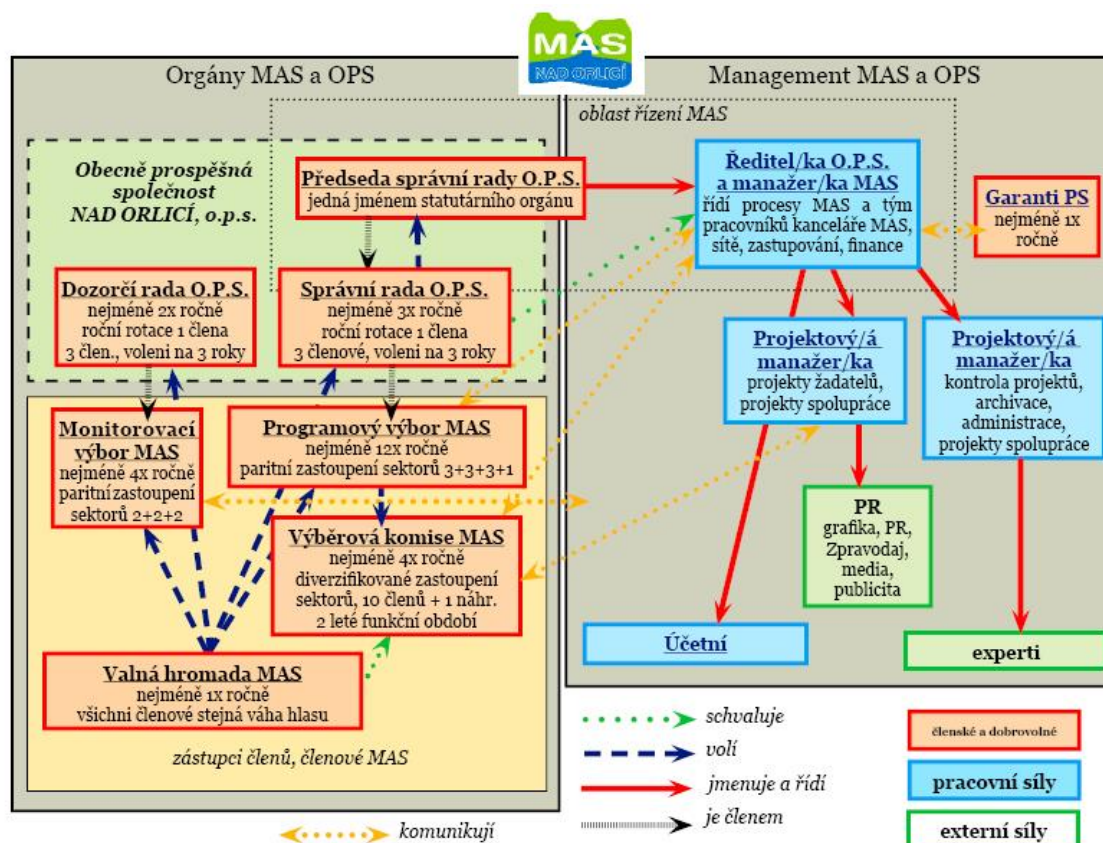 MAS
NAD ORLICÍ
Orgány MAS a OPS
Management MAS a OPS
oblast řízení MAS
Obecně prospěšná
společnost
NAD ORLICÍ, o.p.s.
Předseda správní rady O.P.S.
jedná jménem statutárního orgánu
Ředitel/ka O.P.S.
a manažer/ka MAS
řídí procesy MAS a tým
pracovníků kanceláře MAS,
sítě, zastupování, finance
Garanti PS
nejméně 1x
ročně
Dozorčí rada O.P.S.
nejméně 2x ročně
roční rotace 1 člena
3 člen., voleni na 3 roky
Správní rada O.P.S.
nejméně 3x ročně
roční rotace 1 člena
3 členové, voleni na 3 roky
Projektový/á
manažer/ka
projekty žadatelů,
projekty spolupráce
Projektový/á
manažer/ka
kontrola projektů,
archivace,
administrace,
projekty spolupráce
Monitorovací
výbor MAS
nejméně 4x ročně
paritní zastoupení
sektorů 2+2+2
Programový výbor MAS
nejméně 12x ročně
paritní zastoupení sektorů 3+3+3+1
Výběrová komise MAS
nejméně 4x ročně
diverzifikované zastoupení
sektorů, 10 členů + 1 náhr.
2 leté funkční období
PR
grafika, PR,
Zpravodaj,
media,
publicita
Účetní
experti
Valná hromada MAS
nejméně 1x ročně
všichni členové stejná váha hlasu
zástupci členů, členové MAS
schvaluje
volí
jmenuje a řídí
je členem
komunikují
členské a dobrovolné
pracovní síly
externí síly